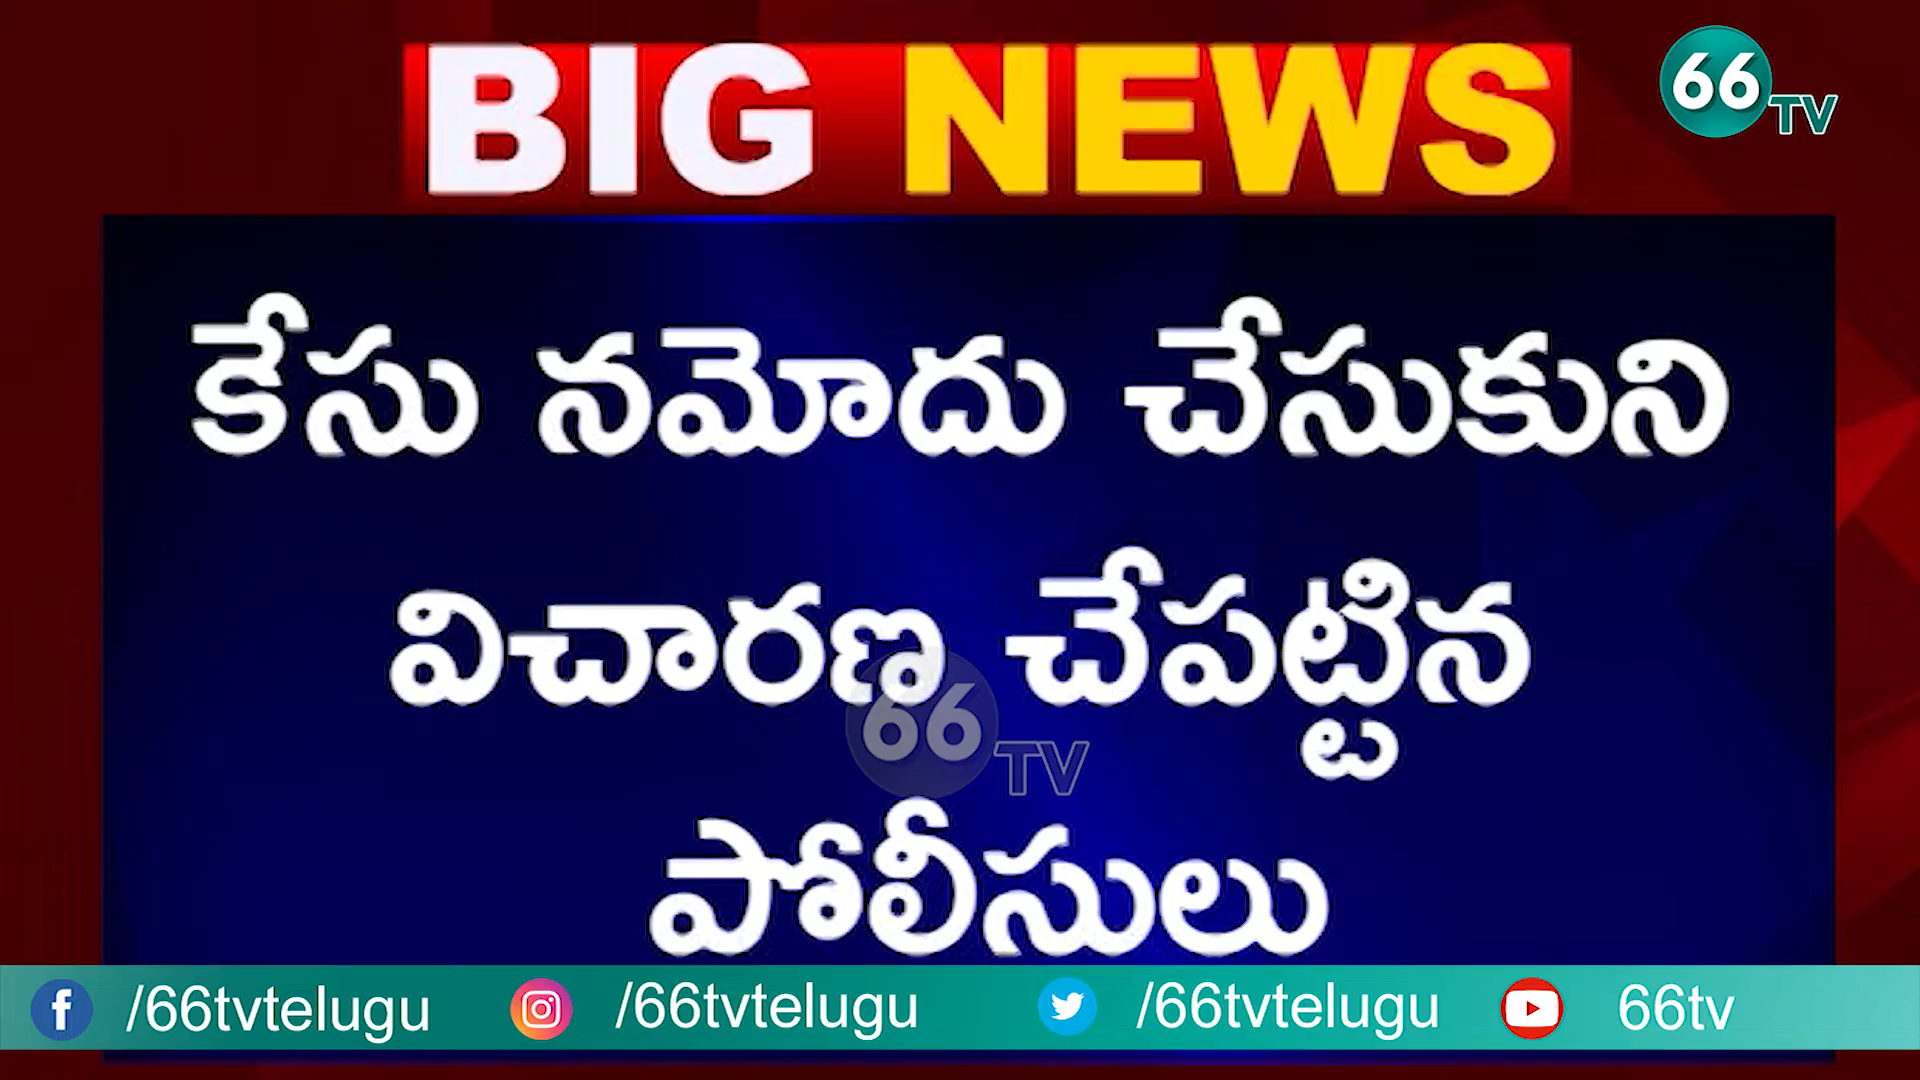 BIG NEWS
66 TV
కేసు నమోదు చేసుకుని
విచారణ చేపట్టిన
66 TV
పోలీసులు
/66tvtelugu /66tvtelugu /66tvtelugu 66tv